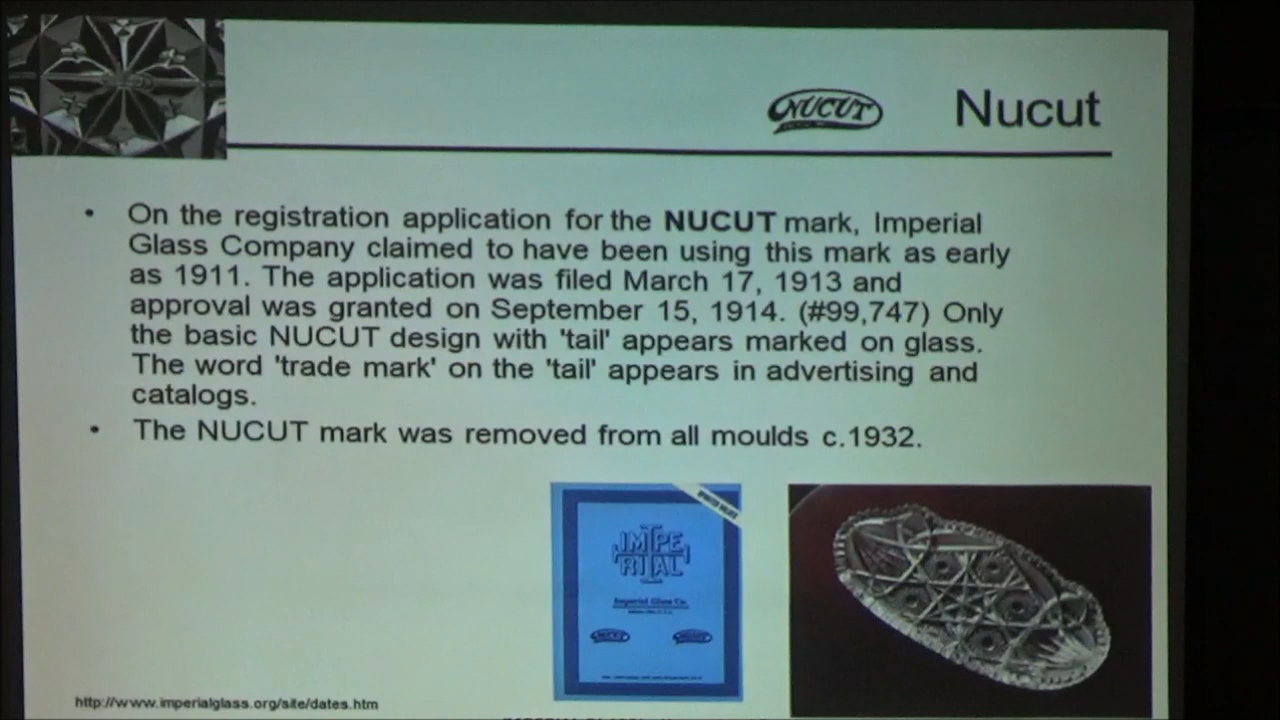 NUCUT
Nucut
• On the registration application for the NUCUT mark, Imperial
Glass Company claimed to have been using this mark as early
as 1911. The application was filed March 17, 1913 and
approval was granted on September 15, 1914. (#99,747) Only
the basic NUCUT design with 'tail' appears marked on glass.
The word 'trade mark' on the 'tail' appears in advertising and
catalogs.
• The NUCUT mark was removed from all moulds c.1932.
IMPE
RIAL
Imperial Glass Co.
NUCUT
NUCUT
http://www.imperialglass.org/site/dates.htm